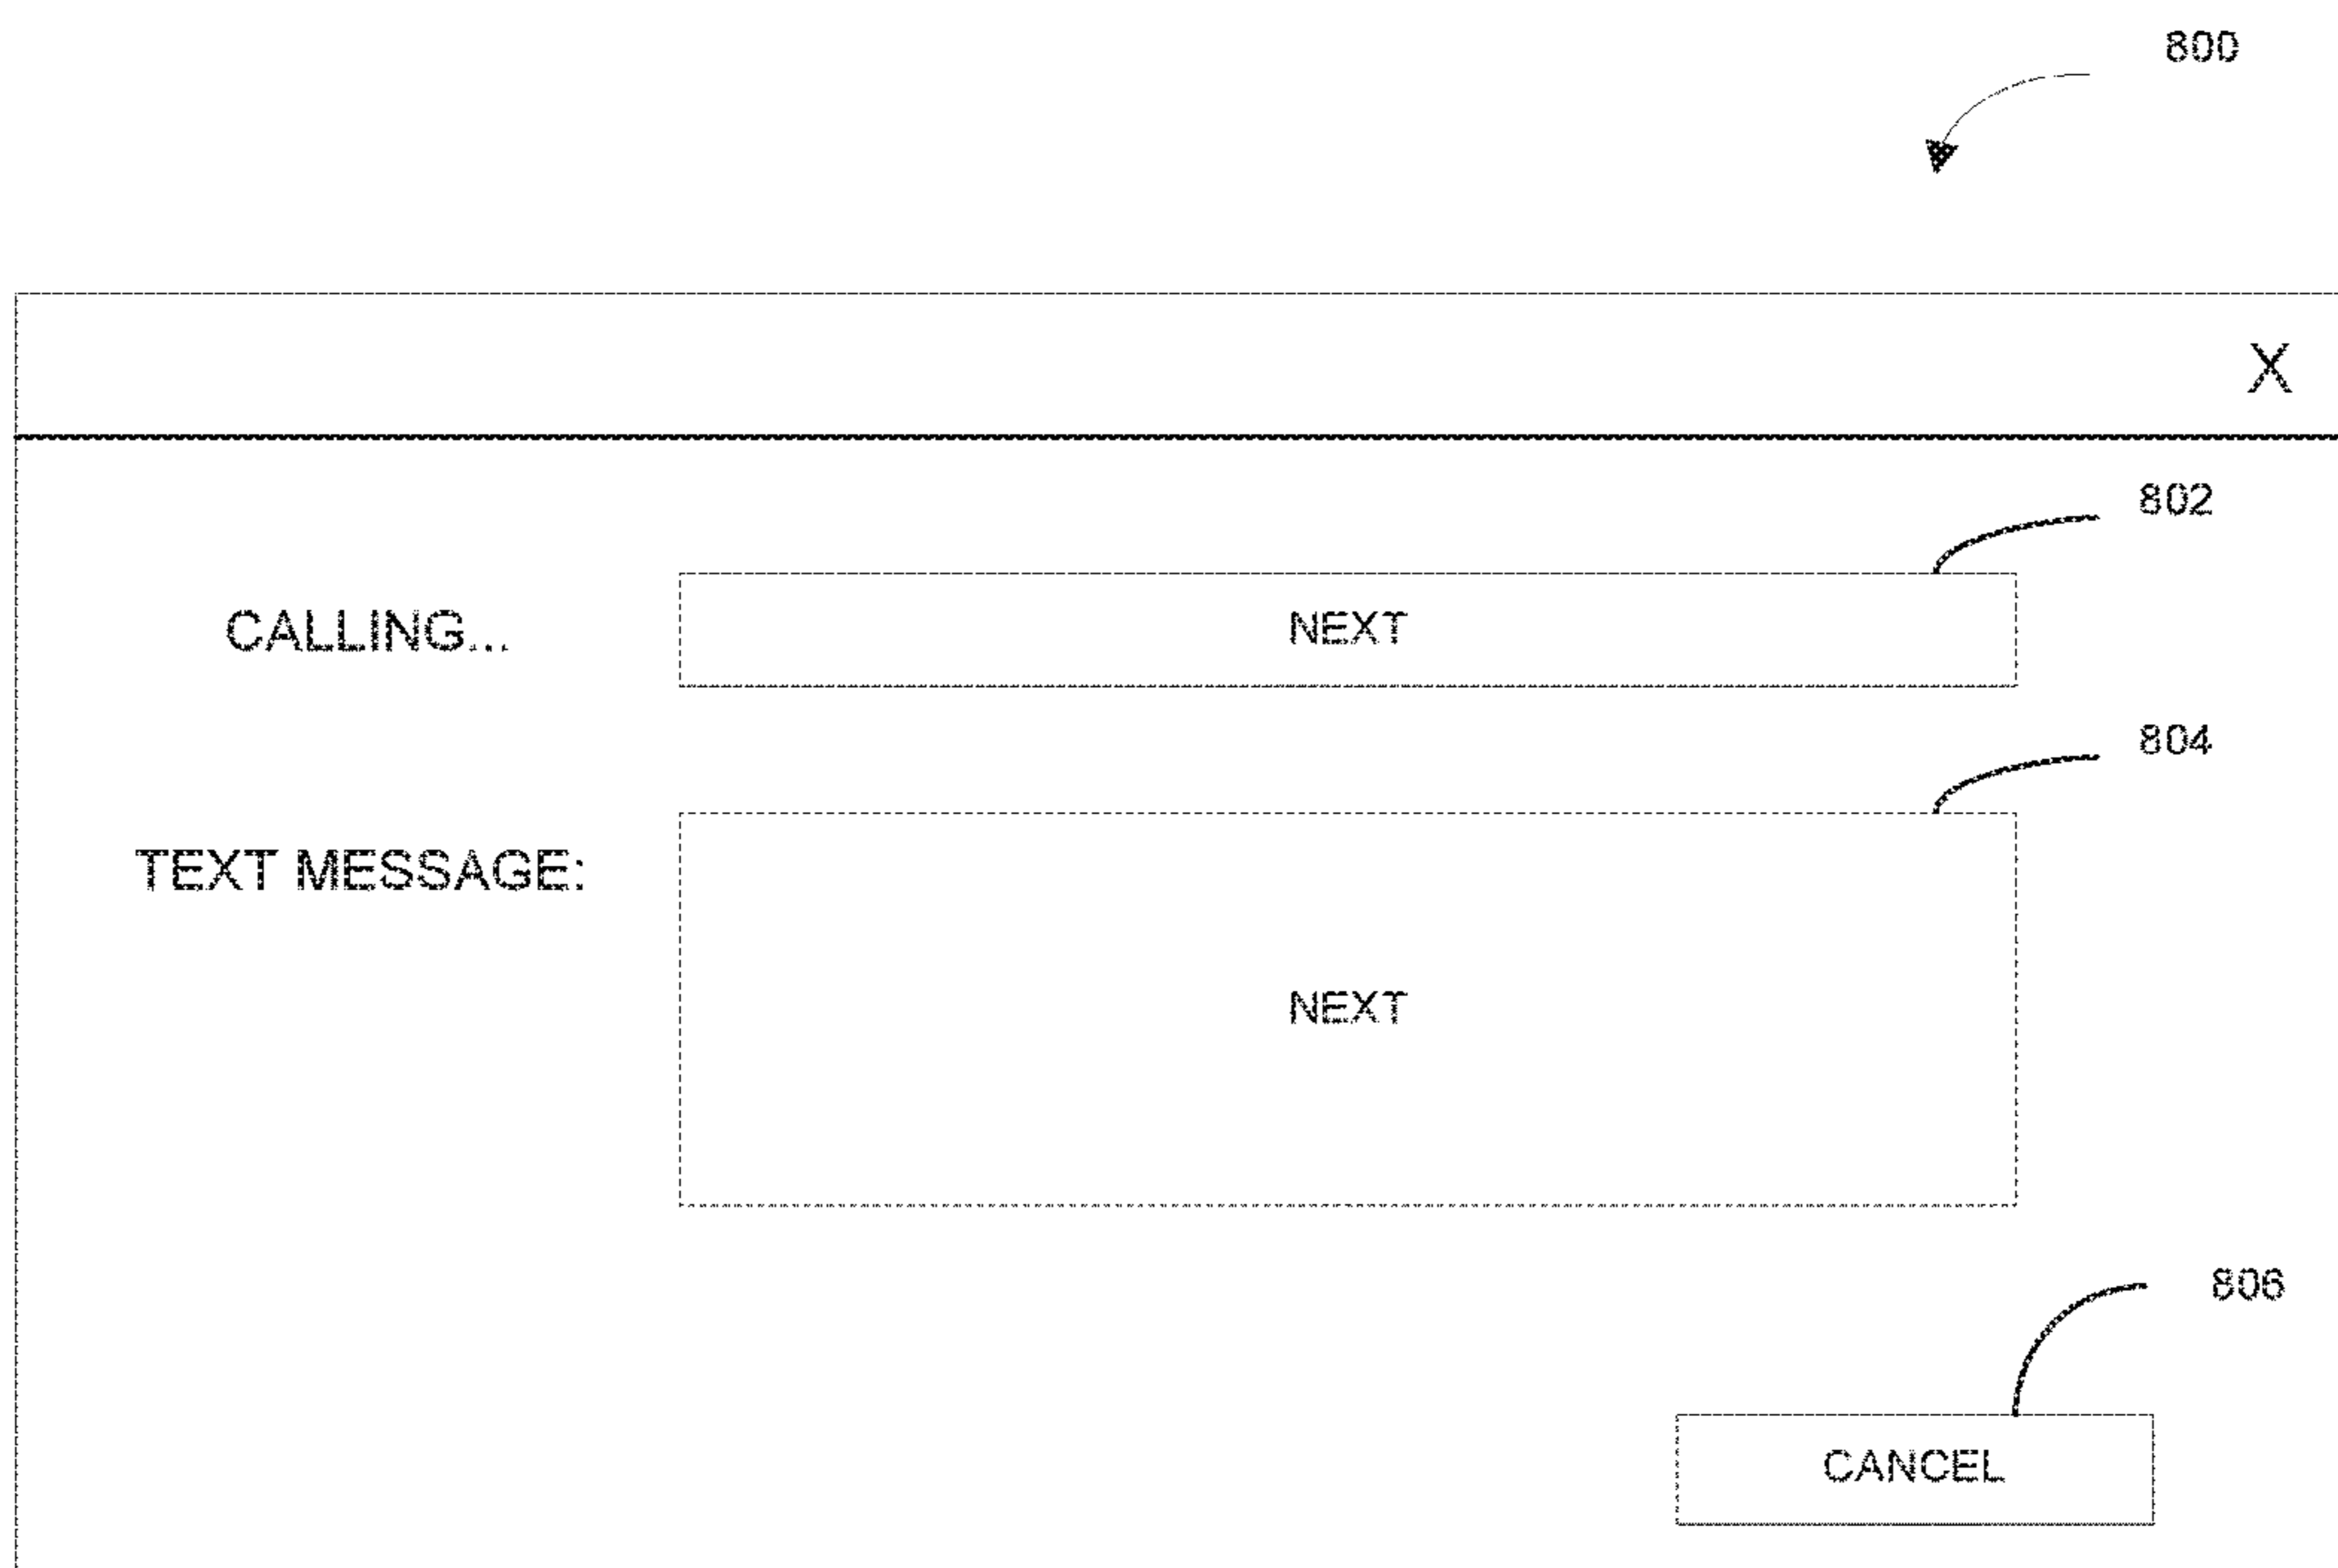 800
X
802
CALLING... NEXT
804
TEXT MESSAGE:
NEXT
806
CANCEL